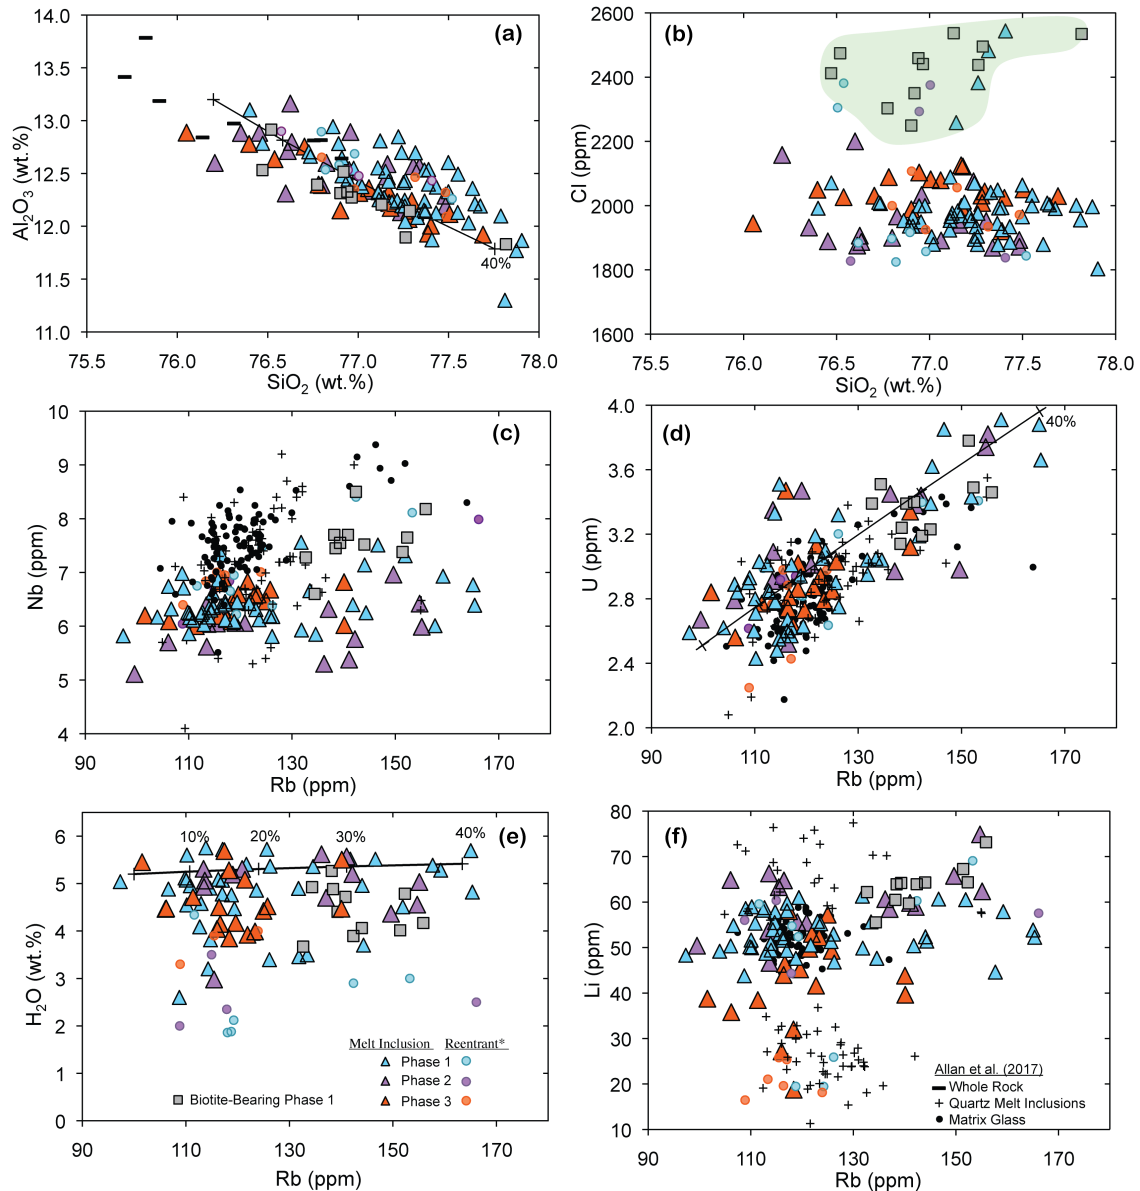 (a)
14.0
13.5
13.0
12.5
12.0
11.5
11.0
Al2O3 (wt.%)
40%
75.5 76.0 76.5 77.0 77.5 78.0
SiO2 (wt.%)
(b)
2600
2400
2200
2000
1800
1600
Cl (ppm)
75.5 76.0 76.5 77.0 77.5 78.0
SiO2 (wt.%)
(c)
10
9
8
7
6
5
4
Nb (ppm)
90 110 130 150 170
Rb (ppm)
(d)
4.0
3.6
3.2
2.8
2.4
2.0
U (ppm)
40%
90 110 130 150 170
Rb (ppm)
(e)
6
5
4
3
2
1
0
H2O (wt.%)
10% 20% 30% 40%
Melt Inclusion Reentrant*
Phase 1
Phase 2
Phase 3
Biotite-Bearing Phase 1
90 110 130 150 170
Rb (ppm)
(f)
80
70
60
50
40
30
20
10
Li (ppm)
Allan et al. (2017)
Whole Rock
Quartz Melt Inclusions
Matrix Glass
90 110 130 150 170
Rb (ppm)